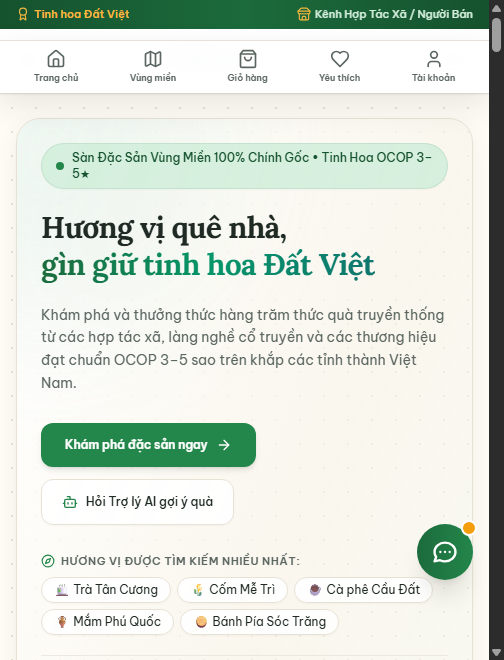 Tinh hoa Đất Việt
Kênh Hợp Tác Xã / Người Bán
Trang chủ
Vùng miền
Giỏ hàng
Yêu thích
Tài khoản
Sàn Đặc Sản Vùng Miền 100% Chính Gốc • Tinh Hoa OCOP 3–
5★
Hương vị quê nhà,
gìn giữ tinh hoa Đất Việt
Khám phá và thưởng thức hàng trăm thức quà truyền thống
từ các hợp tác xã, làng nghề cổ truyền và các thương hiệu
đạt chuẩn OCOP 3–5 sao trên khắp các tỉnh thành Việt
Nam.
Khám phá đặc sản ngay →
Hỏi Trợ lý AI gợi ý quà
HƯƠNG VỊ ĐƯỢC TÌM KIẾM NHIỀU NHẤT:
Trà Tân Cương
Cốm Mễ Trì
Cà phê Cầu Đất
Mắm Phú Quốc
Bánh Pía Sóc Trăng